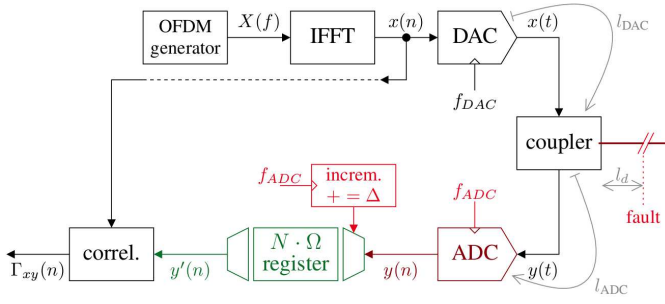 OFDM
generator
X(f)
IFFT
x(n)
DAC
x(t)
l_DAC
f_DAC
coupler
l_d
fault
f_ADC
increm.
+ = Δ
f_ADC
correl.
Γ_xy(n)
y′(n)
N · Ω
register
y(n)
ADC
y(t)
l_ADC